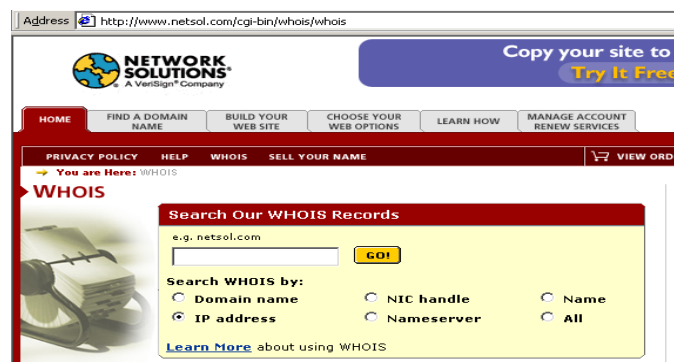 Address http://www.netsol.com/cgi-bin/whois/whois
NETWORK
SOLUTIONS®
A VeriSign® Company
Copy your site to
Try It Free
HOME
FIND A DOMAIN
NAME
BUILD YOUR
WEB SITE
CHOOSE YOUR
WEB OPTIONS
LEARN HOW
MANAGE ACCOUNT
RENEW SERVICES
PRIVACY POLICY HELP WHOIS SELL YOUR NAME VIEW ORD
You are Here: WHOIS
WHOIS
Search Our WHOIS Records
e.g. netsol.com
GO!
Search WHOIS by:
Domain name NIC handle Name
IP address Nameserver All
Learn More about using WHOIS